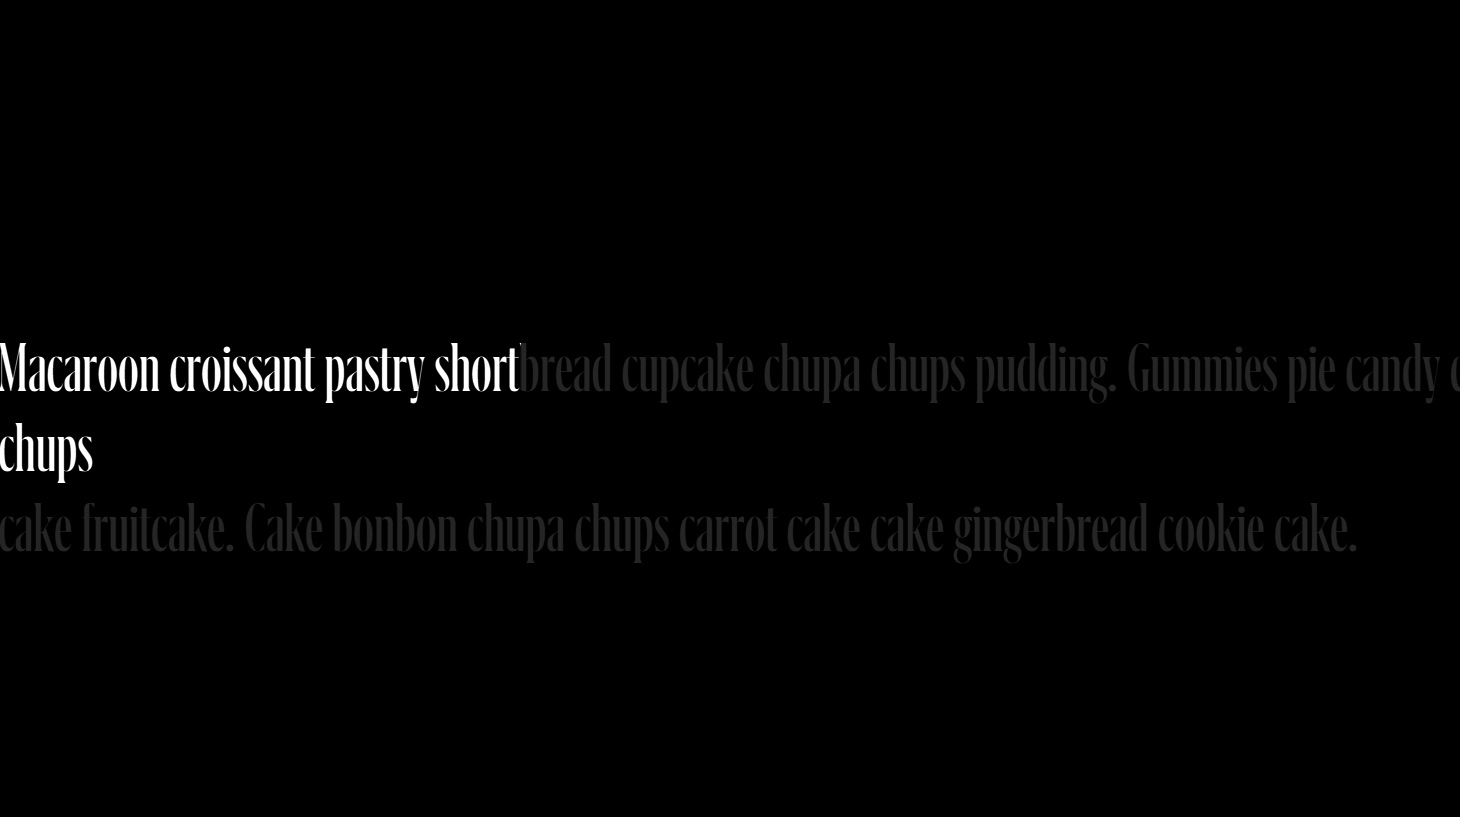 Macaroon croissant pastry shortbread cupcake chupa chups pudding. Gummies pie candy
chups
cake fruitcake. Cake bonbon chupa chups carrot cake cake gingerbread cookie cake.